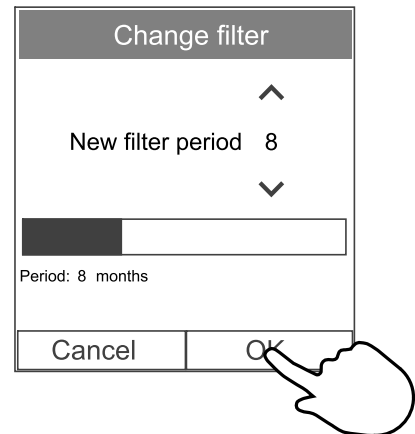 Change filter
New filter period 8
Period: 8 months
Cancel OK